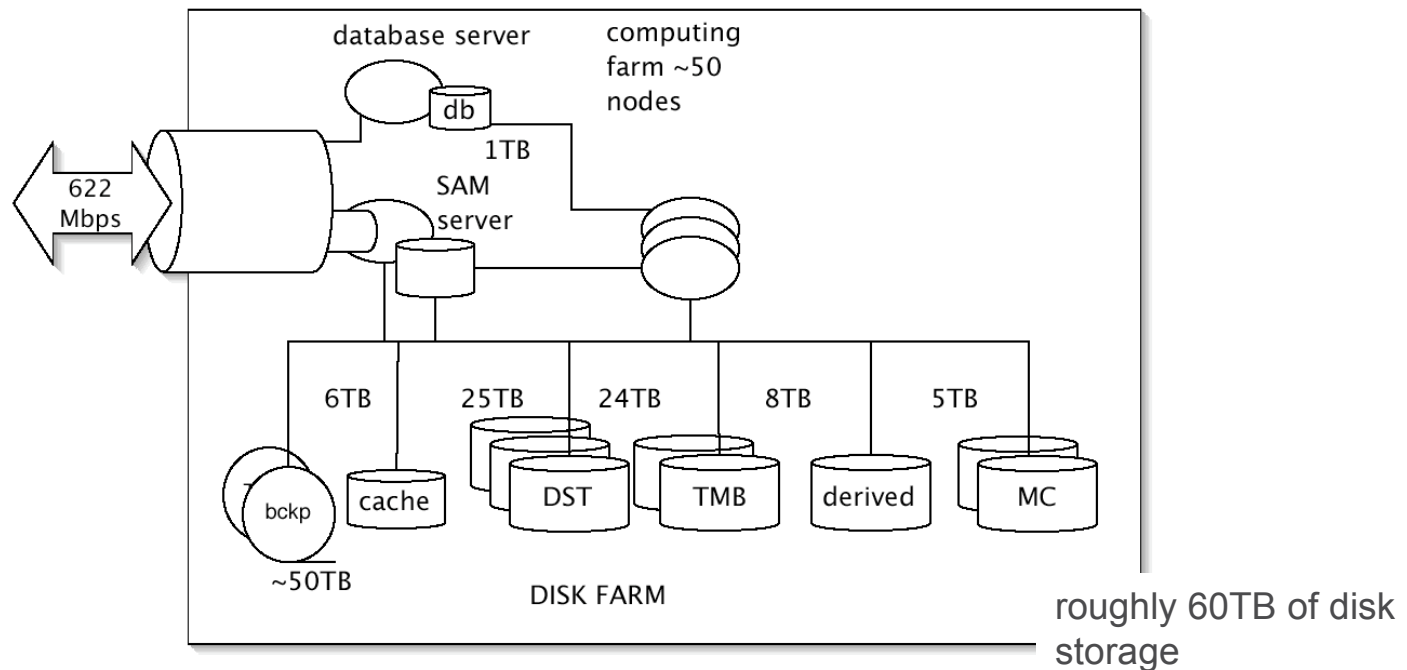 database server
computing
farm ~50
nodes
db
1TB
622
Mbps
SAM
server
6TB
25TB
24TB
8TB
5TB
cache
DST
TMB
derived
MC
bckp
~50TB
DISK FARM
roughly 60TB of disk
storage